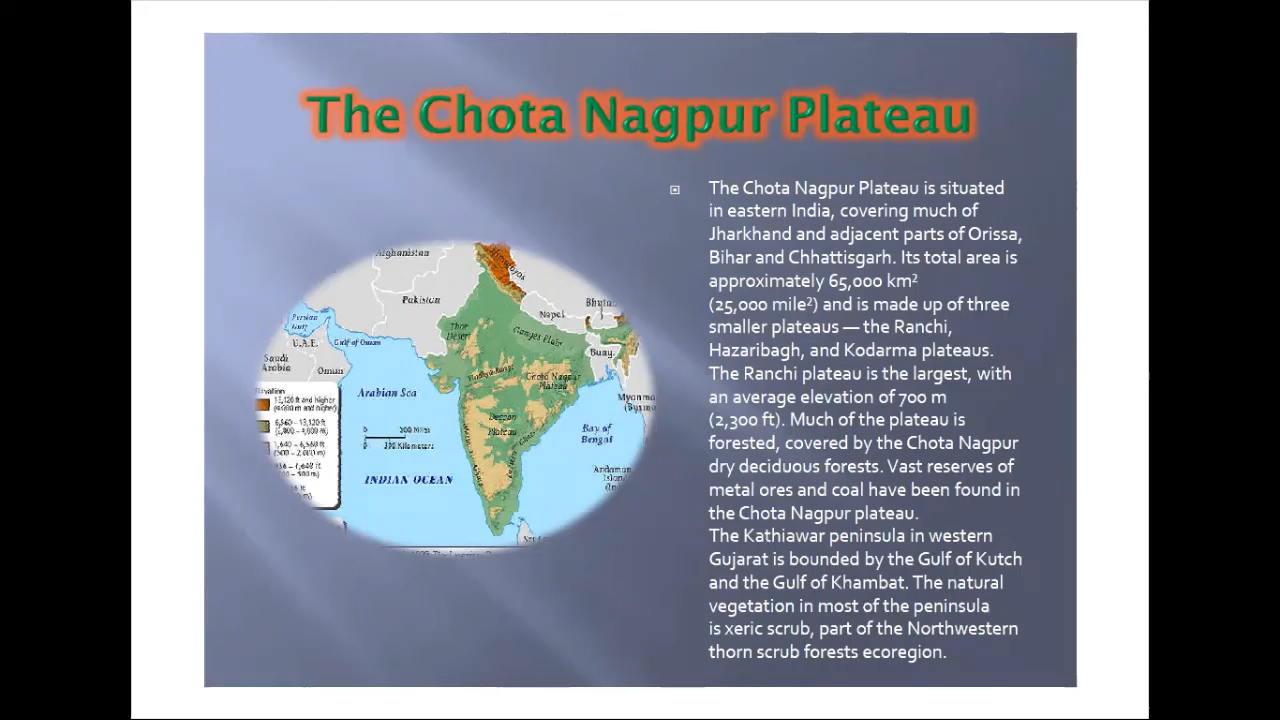 The Chota Nagpur Plateau
The Chota Nagpur Plateau is situated
in eastern India, covering much of
Jharkhand and adjacent parts of Orissa,
Bihar and Chhattisgarh. Its total area is
approximately 65,000 km²
(25,000 mile²) and is made up of three
smaller plateaus — the Ranchi,
Hazaribagh, and Kodarma plateaus.
The Ranchi plateau is the largest, with
an average elevation of 700 m
(2,300 ft). Much of the plateau is
forested, covered by the Chota Nagpur
dry deciduous forests. Vast reserves of
metal ores and coal have been found in
the Chota Nagpur plateau.
The Kathiawar peninsula in western
Gujarat is bounded by the Gulf of Kutch
and the Gulf of Khambat. The natural
vegetation in most of the peninsula
is xeric scrub, part of the Northwestern
thorn scrub forests ecoregion.
Afghanistan
Himalayas
Pakistan
Nepal
Bhutan
Persian
Gulf
U.A.E.
Gulf of Oman
Thar
Desert
Ganges Plain
Saudi
Arabia
Oman
Vindhya Range
Chota Nagpur
Plateau
Arabian Sea
Myanma
Deccan
Plateau
Bay of
Bengal
INDIAN OCEAN
Andaman